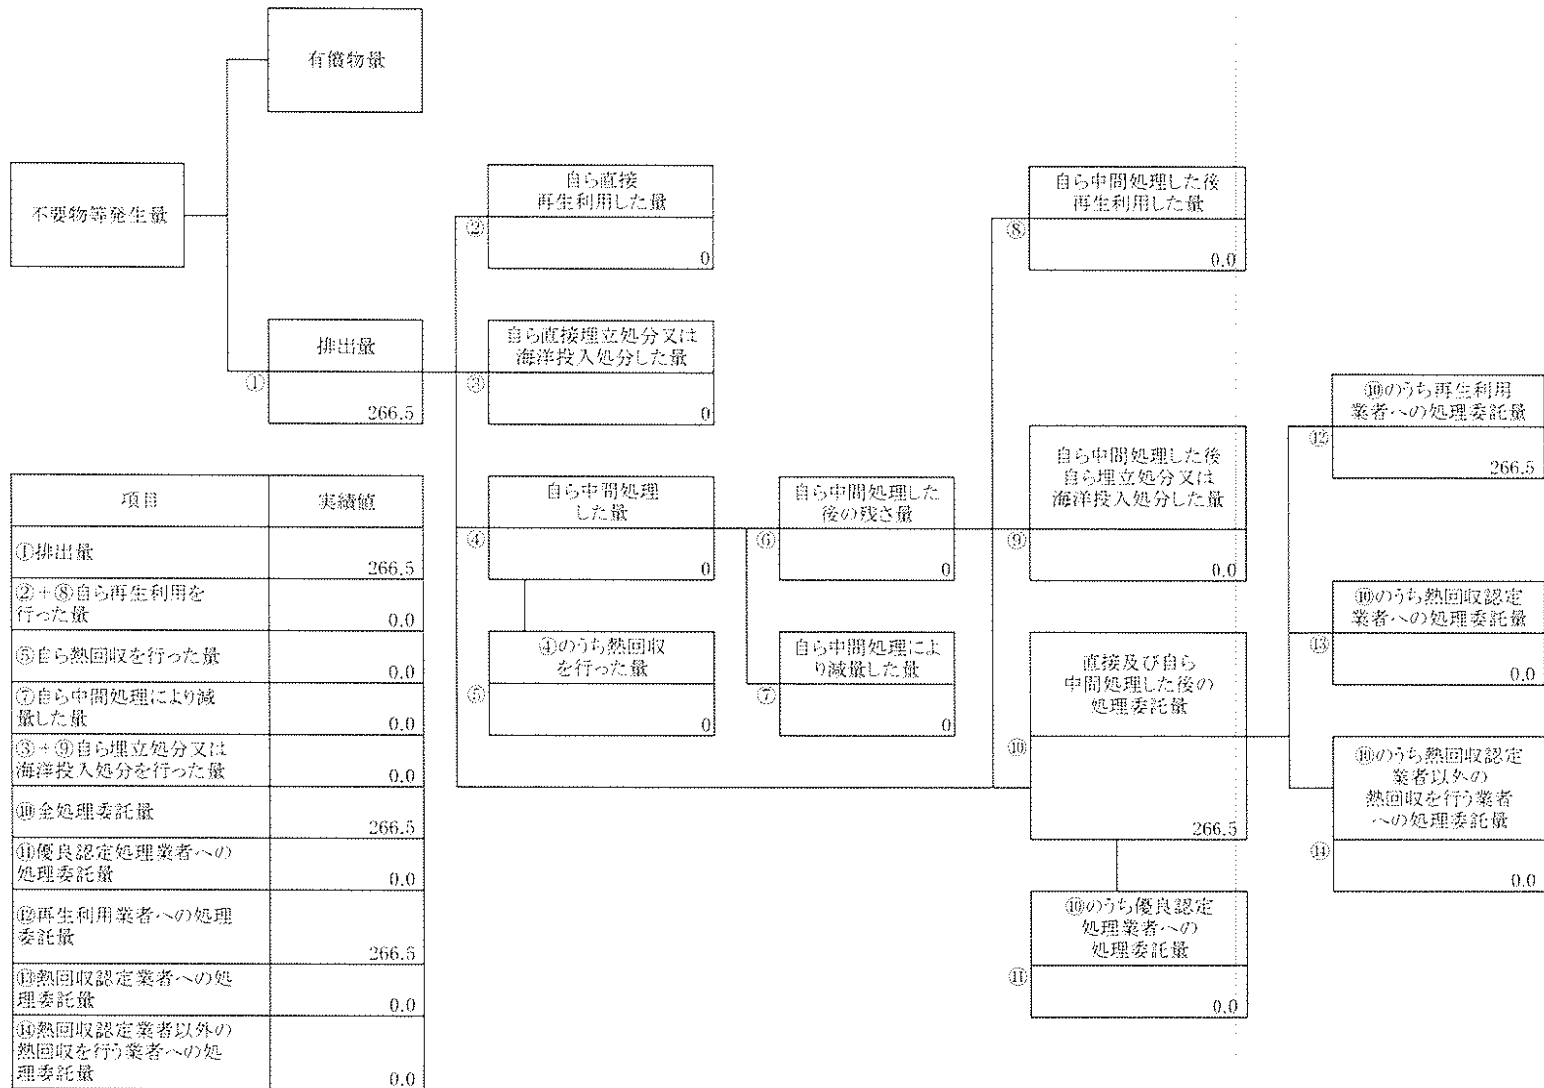 有償物量
不要物等発生量
排出量
①
266.5
自ら直接
再生利用した量
②
0
自ら直接埋立処分又は
海洋投入処分した量
③
0
自ら中間処理
した量
④
0
④のうち熱回収
を行った量
⑤
0
自ら中間処理した
後の残さ量
⑥
0
自ら中間処理によ
り減量した量
⑦
0
自ら中間処理した後
再生利用した量
⑧
0.0
自ら中間処理した後
自ら埋立処分又は
海洋投入処分した量
⑨
0.0
直接及び自ら
中間処理した後の
処理委託量
⑩
266.5
⑩のうち優良認定
処理業者への
処理委託量
⑪
0.0
⑩のうち再生利用
業者への処理委託量
⑫
266.5
⑩のうち熱回収認定
業者への処理委託量
⑬
0.0
⑩のうち熱回収認定
業者以外の
熱回収を行う業者
への処理委託量
⑭
0.0
項目 実績値
①排出量
266.5
②+⑧自ら再生利用を
行った量 0.0
⑤自ら熱回収を行った量
0.0
⑦自ら中間処理により減
量した量 0.0
③+⑨自ら埋立処分又は
海洋投入処分を行った量 0.0
⑩全処理委託量
266.5
⑪優良認定処理業者への
処理委託量 0.0
⑫再生利用業者への処理
委託量
266.5
⑬熱回収認定業者への処
理委託量 0.0
⑭熱回収認定業者以外の
熱回収を行う業者への処
理委託量 0.0